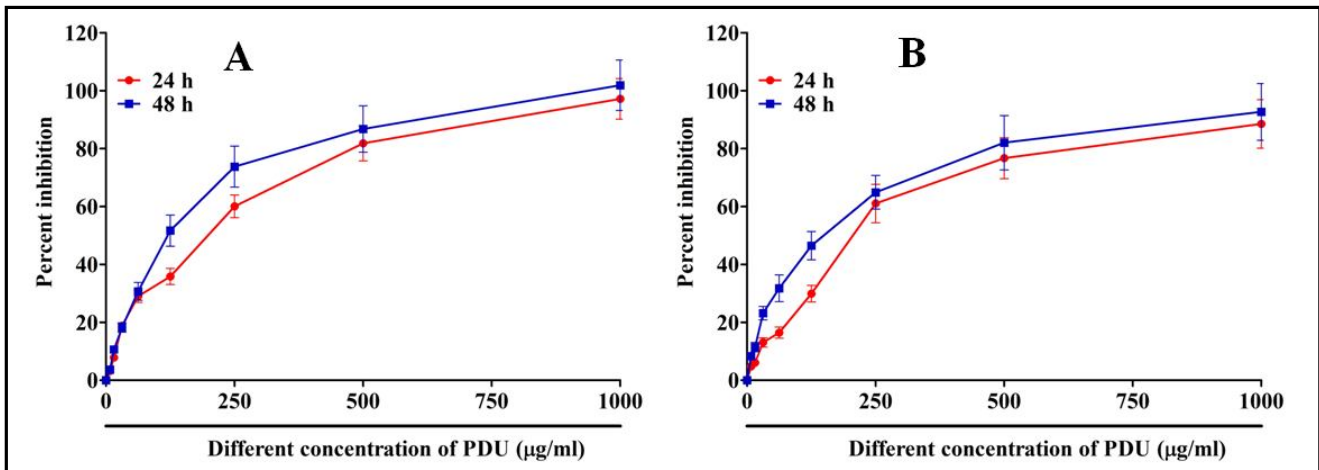 A
24 h
48 h
Percent inhibition
120
100
80
60
40
20
0
0 250 500 750 1000
Different concentration of PDU (µg/ml)
B
24 h
48 h
Percent inhibition
120
100
80
60
40
20
0
0 250 500 750 1000
Different concentration of PDU (µg/ml)